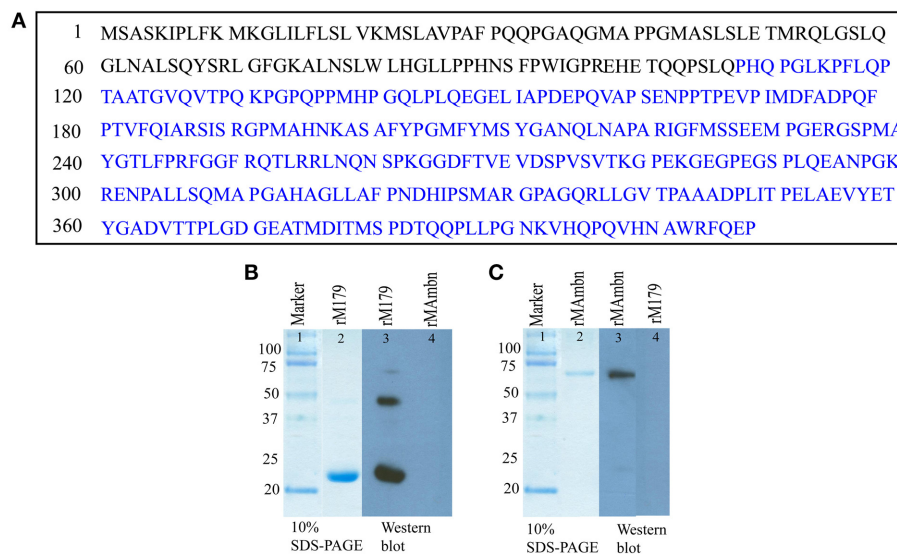 A
1 MSASKIPLFK MKGLILFLSL VKMSLAVPAF PQQPGAQGMA PPGMASLSLE TMRQLGSLQ
60 GLNALSQYSRL GFGKALNSLW LHGLLPPHNS FPWIGPREHE TQQPSLQPHQ PGLKPFLQP
120 TAATGVQVTPQ KPGPQPPMHP GQLPLQEGEL IAPDEPQVAP SENPPTPEVP IMDFADPQF
180 PTVFQIARSIS RGPMAHNKAS AFYPGMFYMS YGANQLNAPA RIGFMSSEEM PGERGSPMA
240 YGTLFPRFGGF RQTLRRLNQN SPKGGDFTVE VDSPVSVTKG PEKGEGPEGS PLQEANPGK
300 RENPALLSQMA PGAHAGLLAF PNDHIPSMAR GPAGQRLLGV TPAAADPLIT PELAEVYET
360 YGADVTTPLGD GEATMDITMS PDTQQPLLPG NKVHQPQVHN AWRFQEP
B
Marker rM179 rM179 rMAmbn
1 2 3 4
100
75
50
37
25
20
10% SDS-PAGE
Western blot
C
Marker rMAmbn rMAmbn rM179
1 2 3 4
100
75
50
37
25
20
10% SDS-PAGE
Western blot